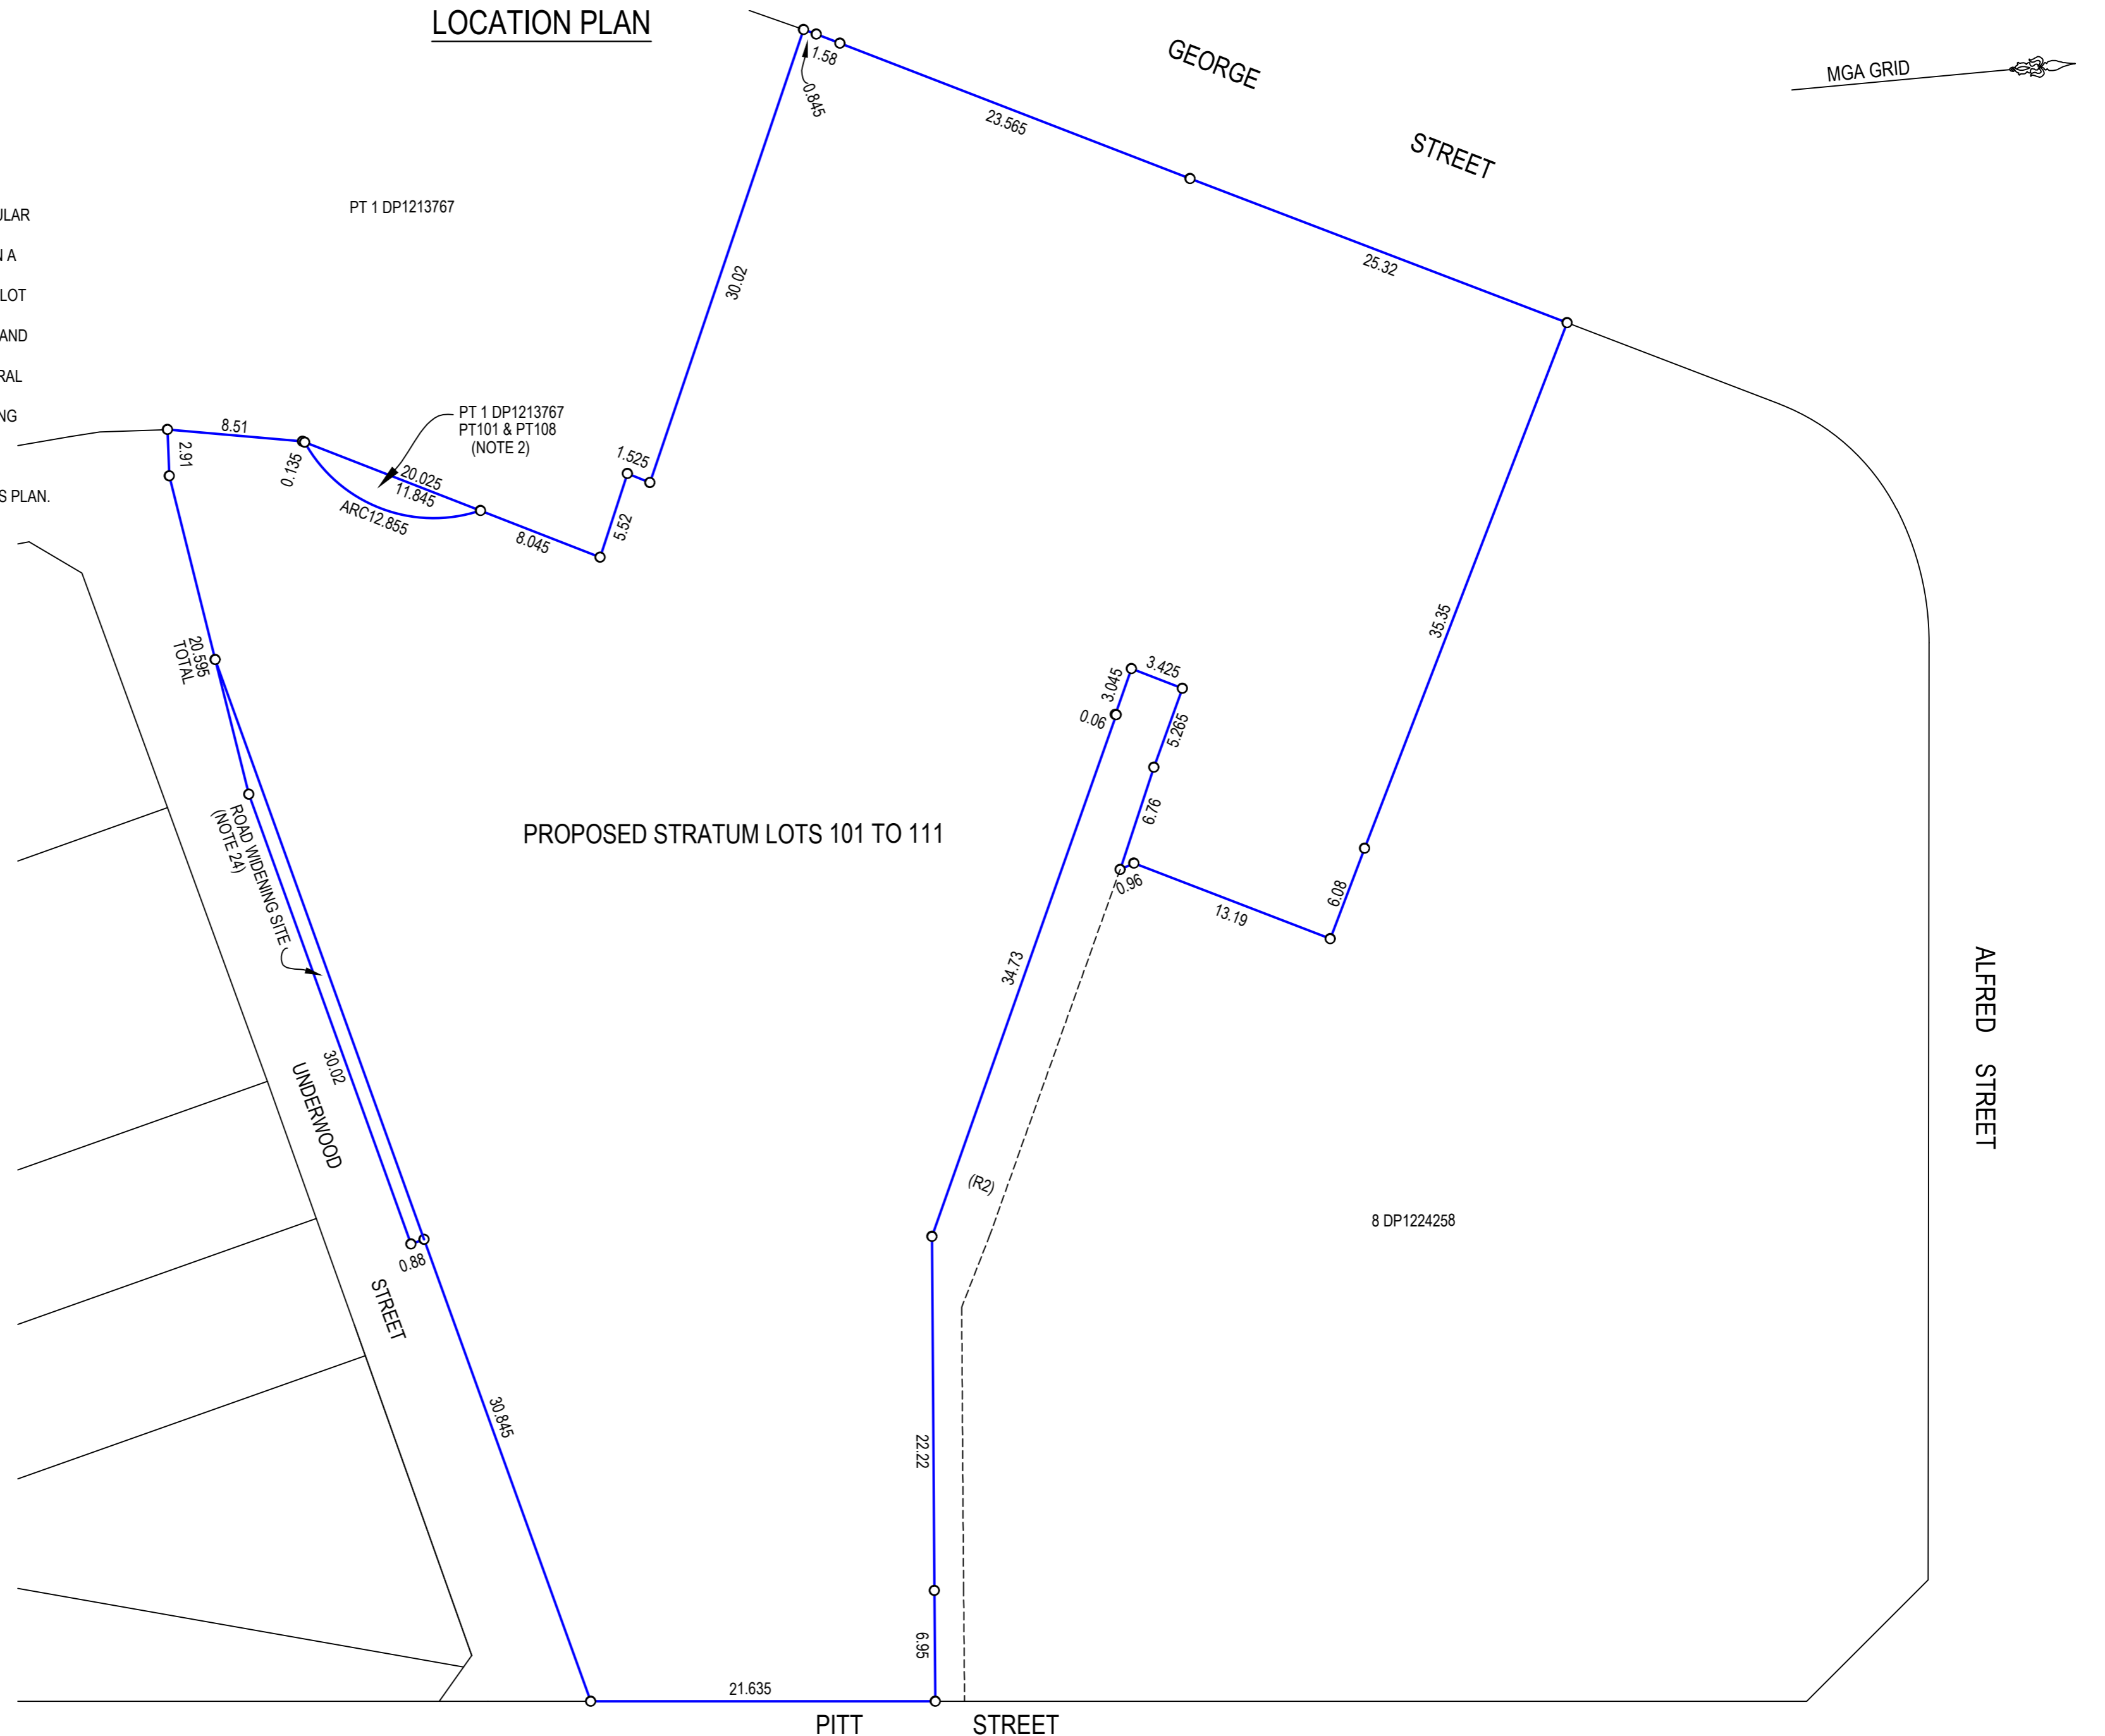 LOCATION PLAN
GEORGE
STREET
MGA GRID
1.58
0.845
23.565
25.32
PT 1 DP1213767
ULAR
N A
LOT
AND
RAL
NG
S PLAN.
30.02
8.51
2.91
0.135
PT 1 DP1213767
PT101 & PT108
(NOTE 2)
20.025
11.845
ARC12.855
8.045
1.525
5.52
35.35
20.595
TOTAL
3.045
3.425
0.06
5.265
6.76
0.96
13.19
6.08
ROAD WIDENING SITE
(NOTE 24)
PROPOSED STRATUM LOTS 101 TO 111
34.73
30.02
UNDERWOOD
STREET
0.88
(R2)
8 DP1224258
ALFRED STREET
30.845
22.22
6.95
21.635
PITT STREET